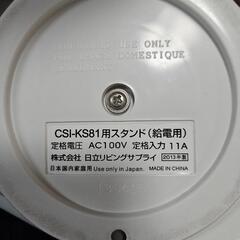 USE ONLY
DOMESTIQUE
CSI-KS81用スタンド(給電用)
定格電圧 AC100V 定格入力 11A
株式会社 日立リビングサプライ 2013年製
日本国内家庭用 Use only in Japan. MADE IN CHINA